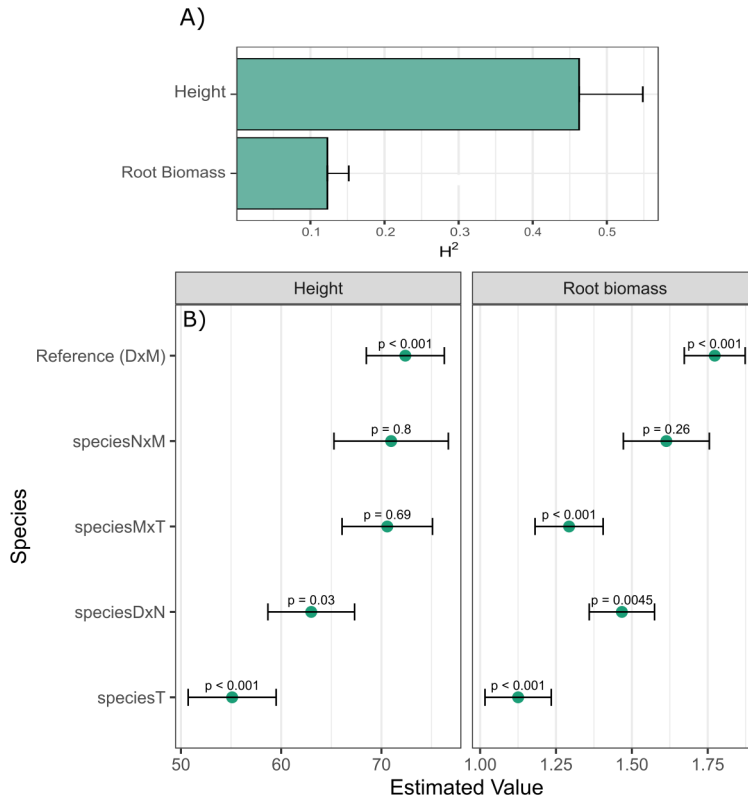 A)
Height
Root Biomass
0.1 0.2 0.3 0.4 0.5
H²
Height Root biomass
B)
Reference (DxM) p < 0.001 p < 0.001
speciesNxM p = 0.8 p = 0.26
speciesMxT p = 0.69 p < 0.001
speciesDxN p = 0.03 p = 0.0045
speciesT p < 0.001 p < 0.001
Species
50 60 70 1.00 1.25 1.50 1.75
Estimated Value